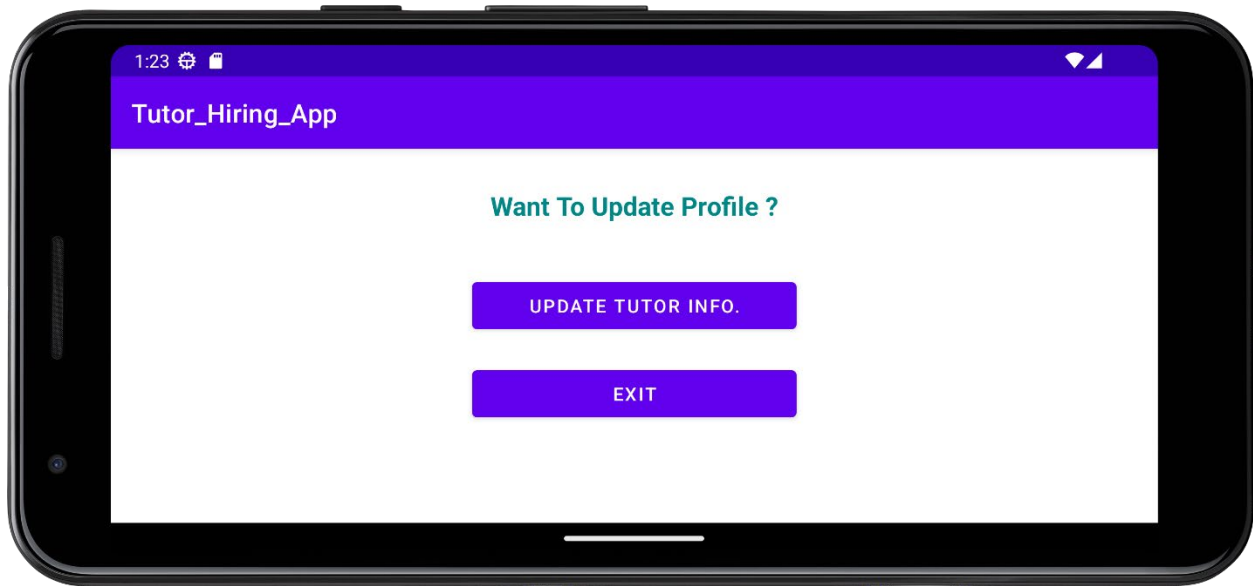 1:23
Tutor_Hiring_App
Want To Update Profile ?
UPDATE TUTOR INFO.
EXIT